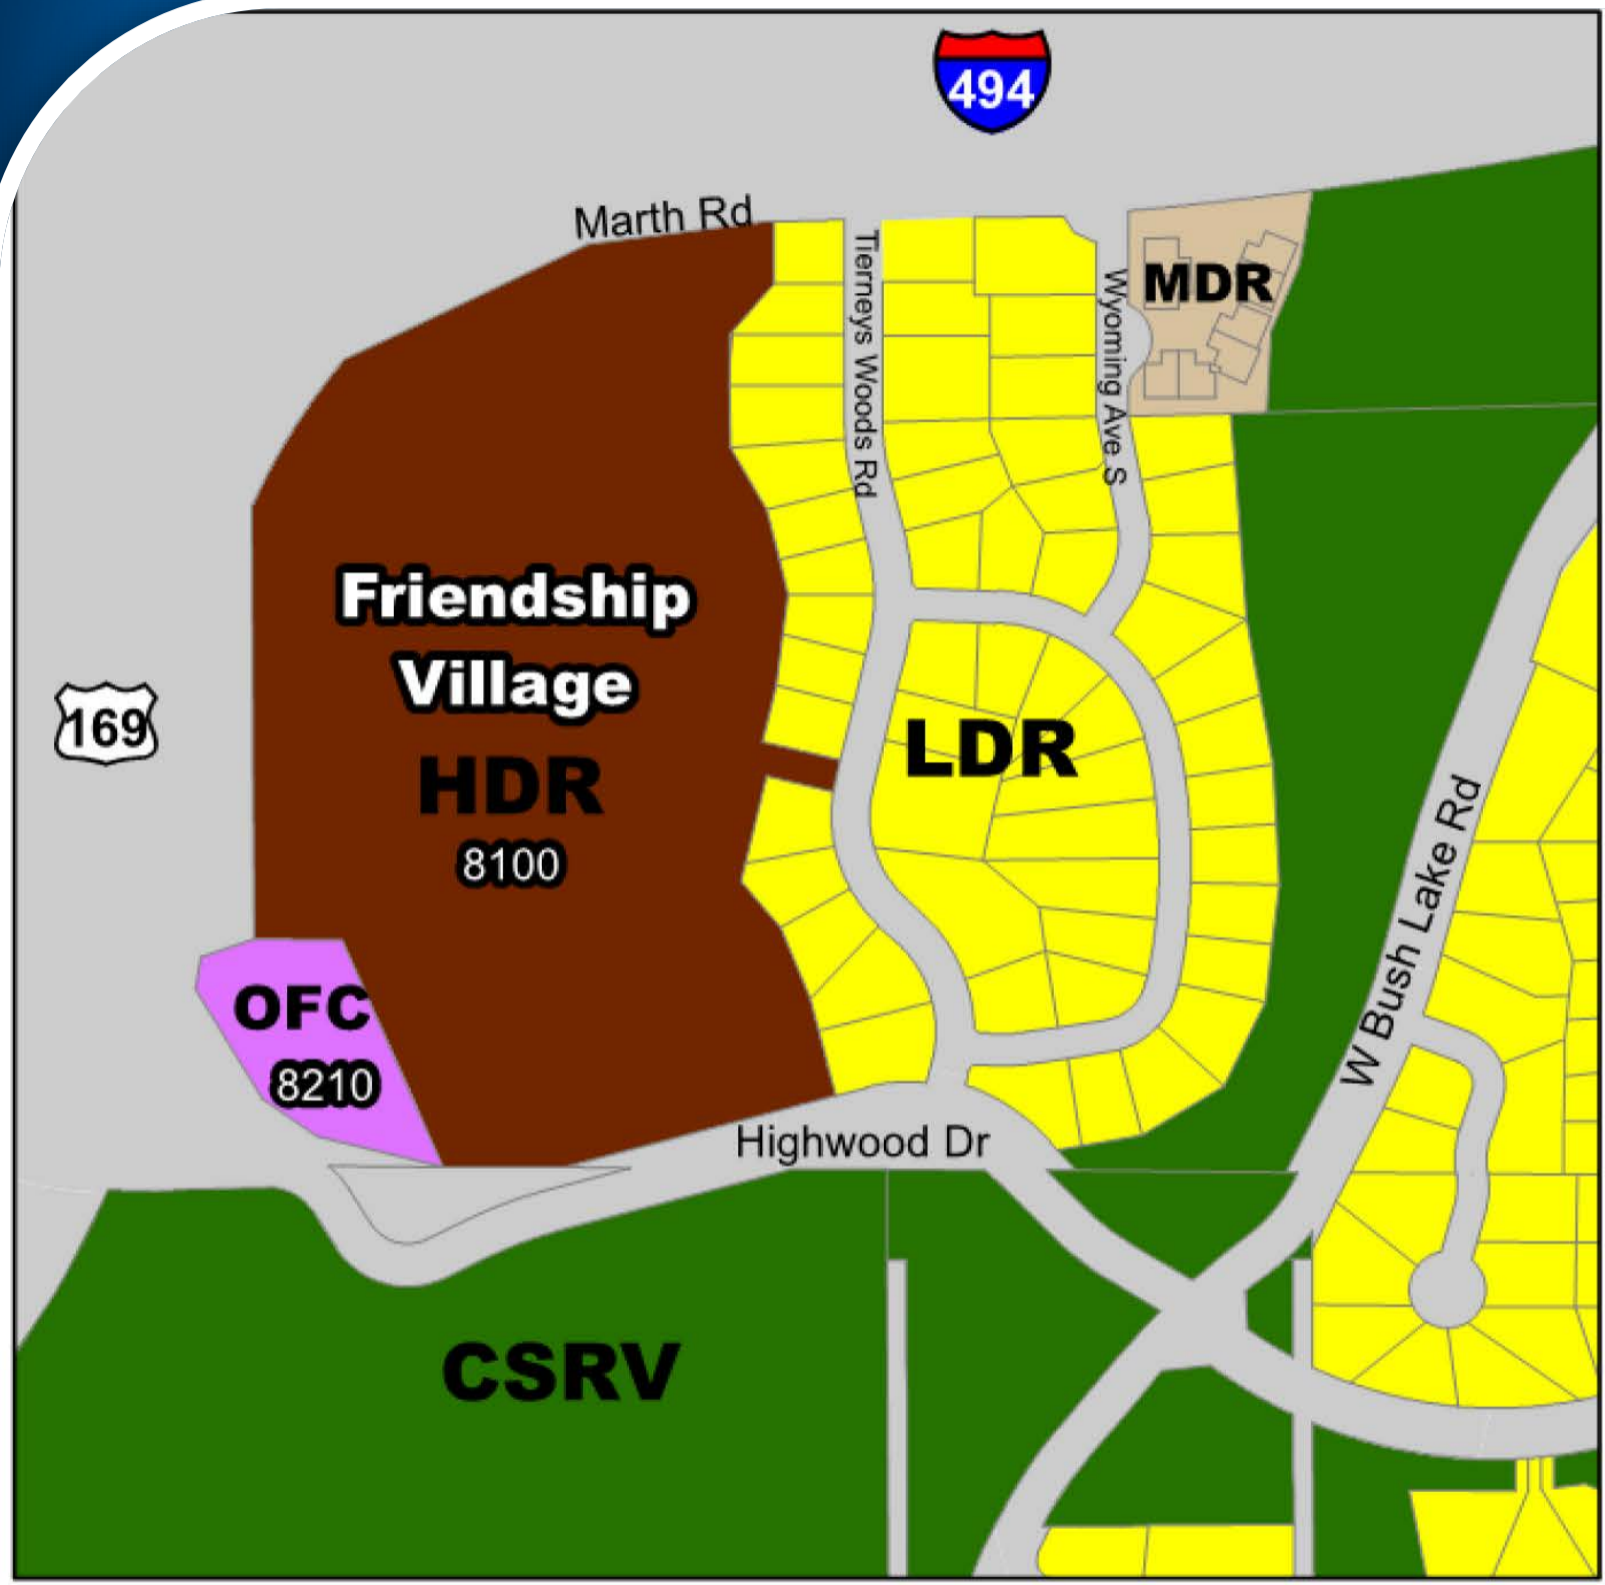 494
Marth Rd
Tierneys Woods Rd
Wyoming Ave S
MDR
Friendship
Village
HDR
8100
169
LDR
W Bush Lake Rd
OFC
8210
Highwood Dr
CSRV